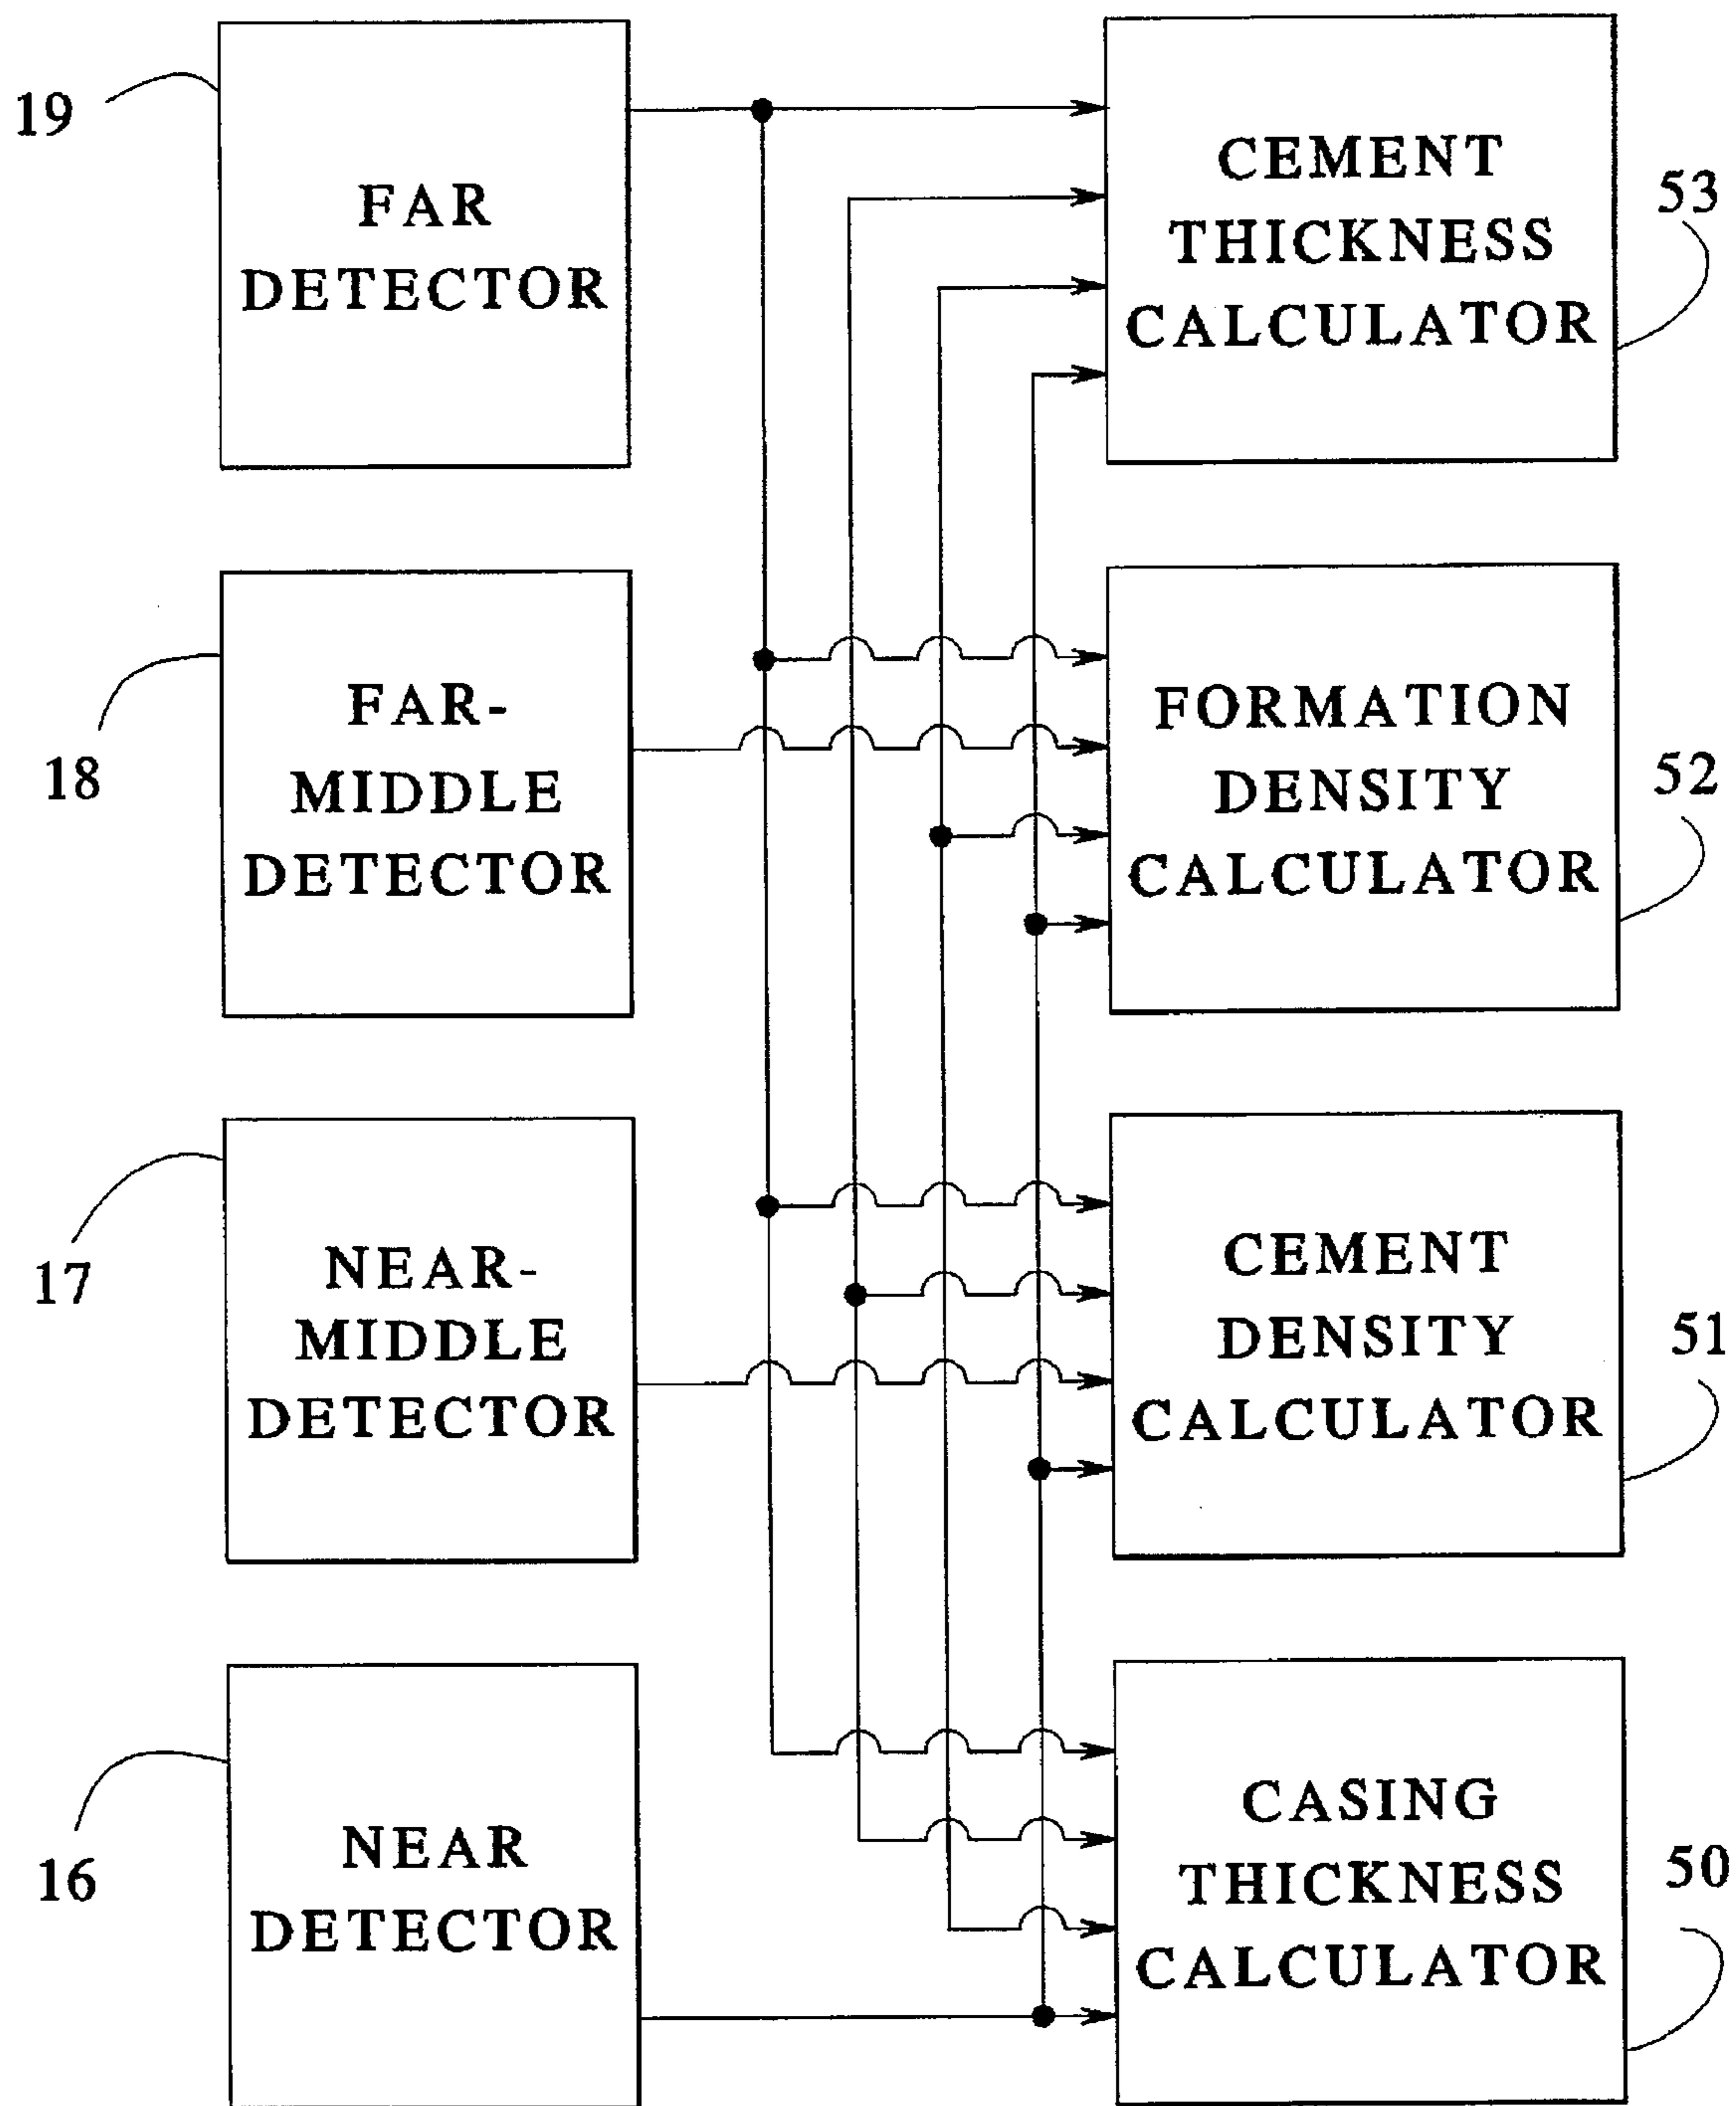 19
FAR
DETECTOR
CEMENT
THICKNESS
CALCULATOR
53
18
FAR-
MIDDLE
DETECTOR
FORMATION
DENSITY
CALCULATOR
52
17
NEAR-
MIDDLE
DETECTOR
CEMENT
DENSITY
CALCULATOR
51
16
NEAR
DETECTOR
CASING
THICKNESS
CALCULATOR
50